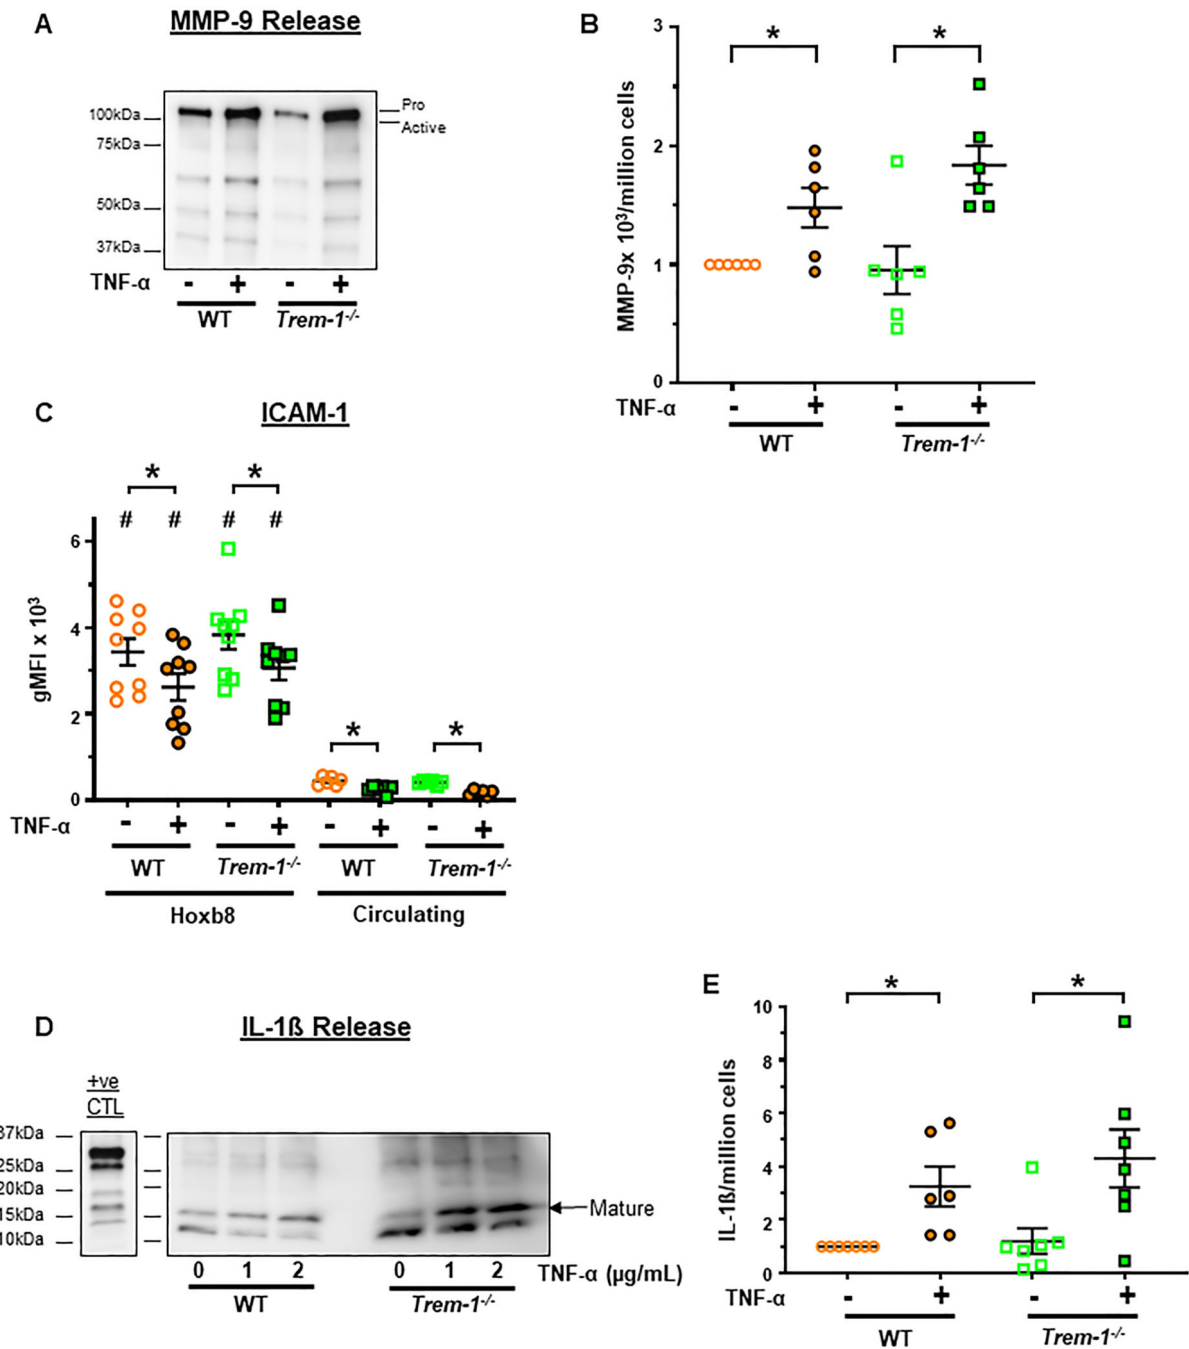 A
MMP-9 Release
100kDa
75kDa
50kDa
37kDa
Pro
Active
TNF-α - + - +
WT Trem-1-/-
B
* *
3
2
1
0
MMP-9x 10³/million cells
TNF-α - + - +
WT Trem-1-/-
C
ICAM-1
* *
# # # #
6
4
2
0
gMFI x 10³
* *
TNF-α - + - + - + - +
WT Trem-1-/- WT Trem-1-/-
Hoxb8 Circulating
D
IL-1ß Release
+ve
CTL
37kDa
25kDa
20kDa
15kDa
10kDa
Mature
0 1 2 0 1 2 TNF-α (µg/mL)
WT Trem-1-/-
E
* *
10
8
6
4
2
0
IL-1ß/million cells
TNF-α - + - +
WT Trem-1-/-